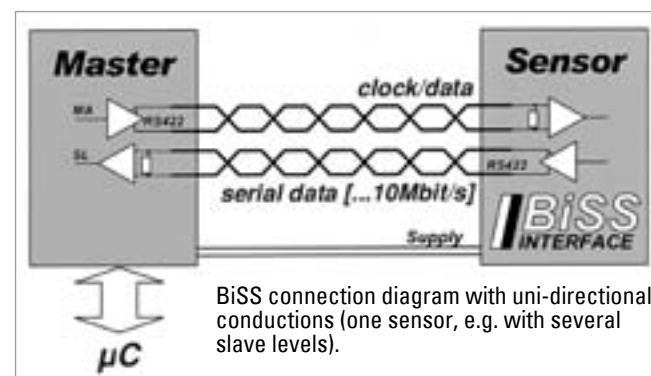 Master
Sensor
clock/data
MA
RS422
SL
RS422
serial data [...10Mbit/s]
Supply
BiSS
INTERFACE
µC
BiSS connection diagram with uni-directional
conductions (one sensor, e.g. with several
slave levels).